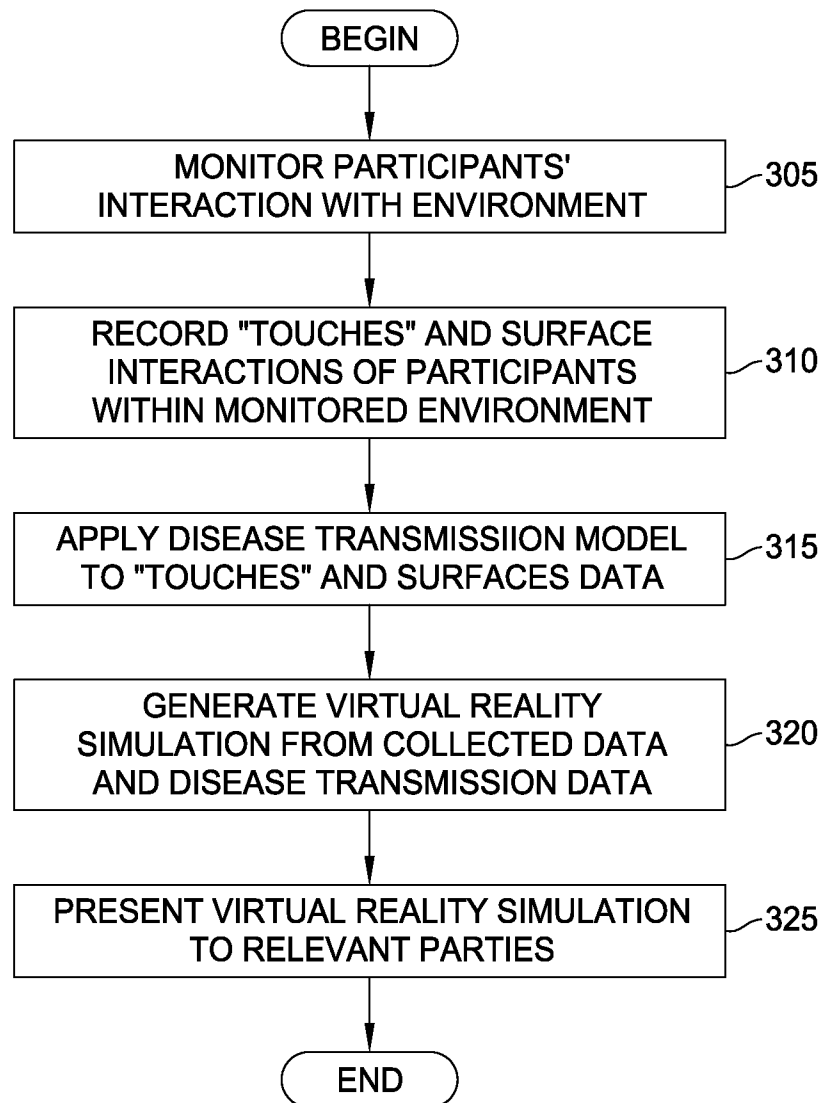 BEGIN
MONITOR PARTICIPANTS'
INTERACTION WITH ENVIRONMENT
305
RECORD "TOUCHES" AND SURFACE
INTERACTIONS OF PARTICIPANTS
WITHIN MONITORED ENVIRONMENT
310
APPLY DISEASE TRANSMISSIION MODEL
TO "TOUCHES" AND SURFACES DATA
315
GENERATE VIRTUAL REALITY
SIMULATION FROM COLLECTED DATA
AND DISEASE TRANSMISSION DATA
320
PRESENT VIRTUAL REALITY SIMULATION
TO RELEVANT PARTIES
325
END